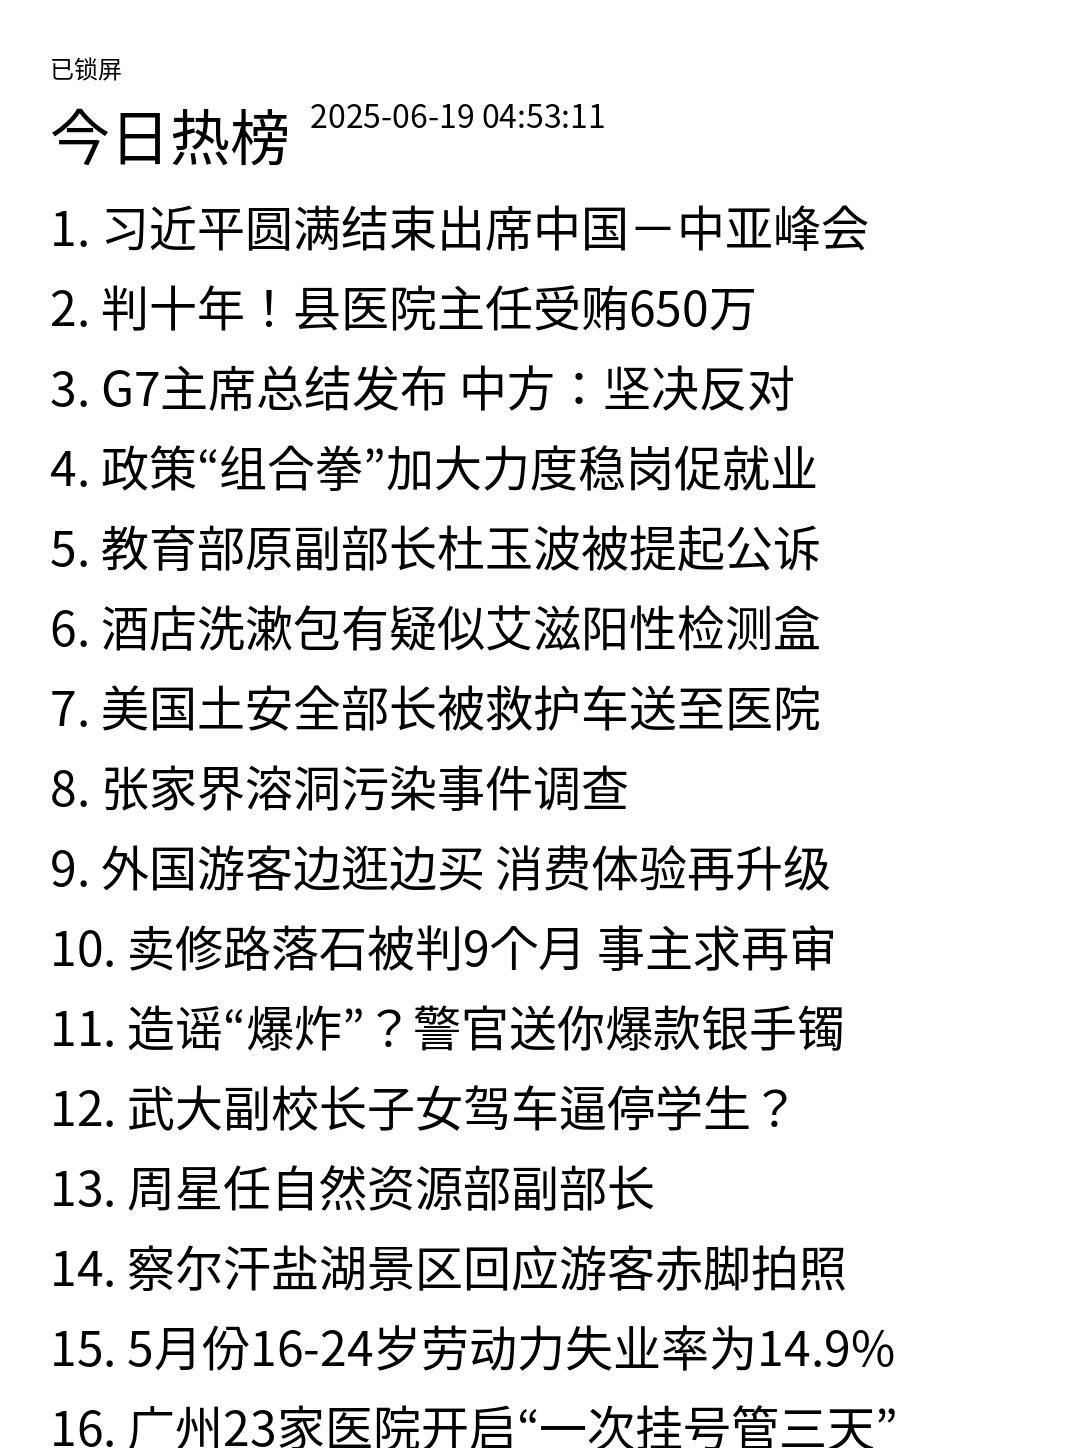 已锁屏
今日热榜 2025-06-19 04:53:11
1. 习近平圆满结束出席中国－中亚峰会
2. 判十年！县医院主任受贿650万
3. G7主席总结发布 中方：坚决反对
4. 政策“组合拳”加大力度稳岗促就业
5. 教育部原副部长杜玉波被提起公诉
6. 酒店洗漱包有疑似艾滋阳性检测盒
7. 美国土安全部长被救护车送至医院
8. 张家界溶洞污染事件调查
9. 外国游客边逛边买 消费体验再升级
10. 卖修路落石被判9个月 事主求再审
11. 造谣“爆炸”？警官送你爆款银手镯
12. 武大副校长子女驾车逼停学生？
13. 周星任自然资源部副部长
14. 察尔汗盐湖景区回应游客赤脚拍照
15. 5月份16-24岁劳动力失业率为14.9%
16. 广州23家医院开启“一次挂号管三天”